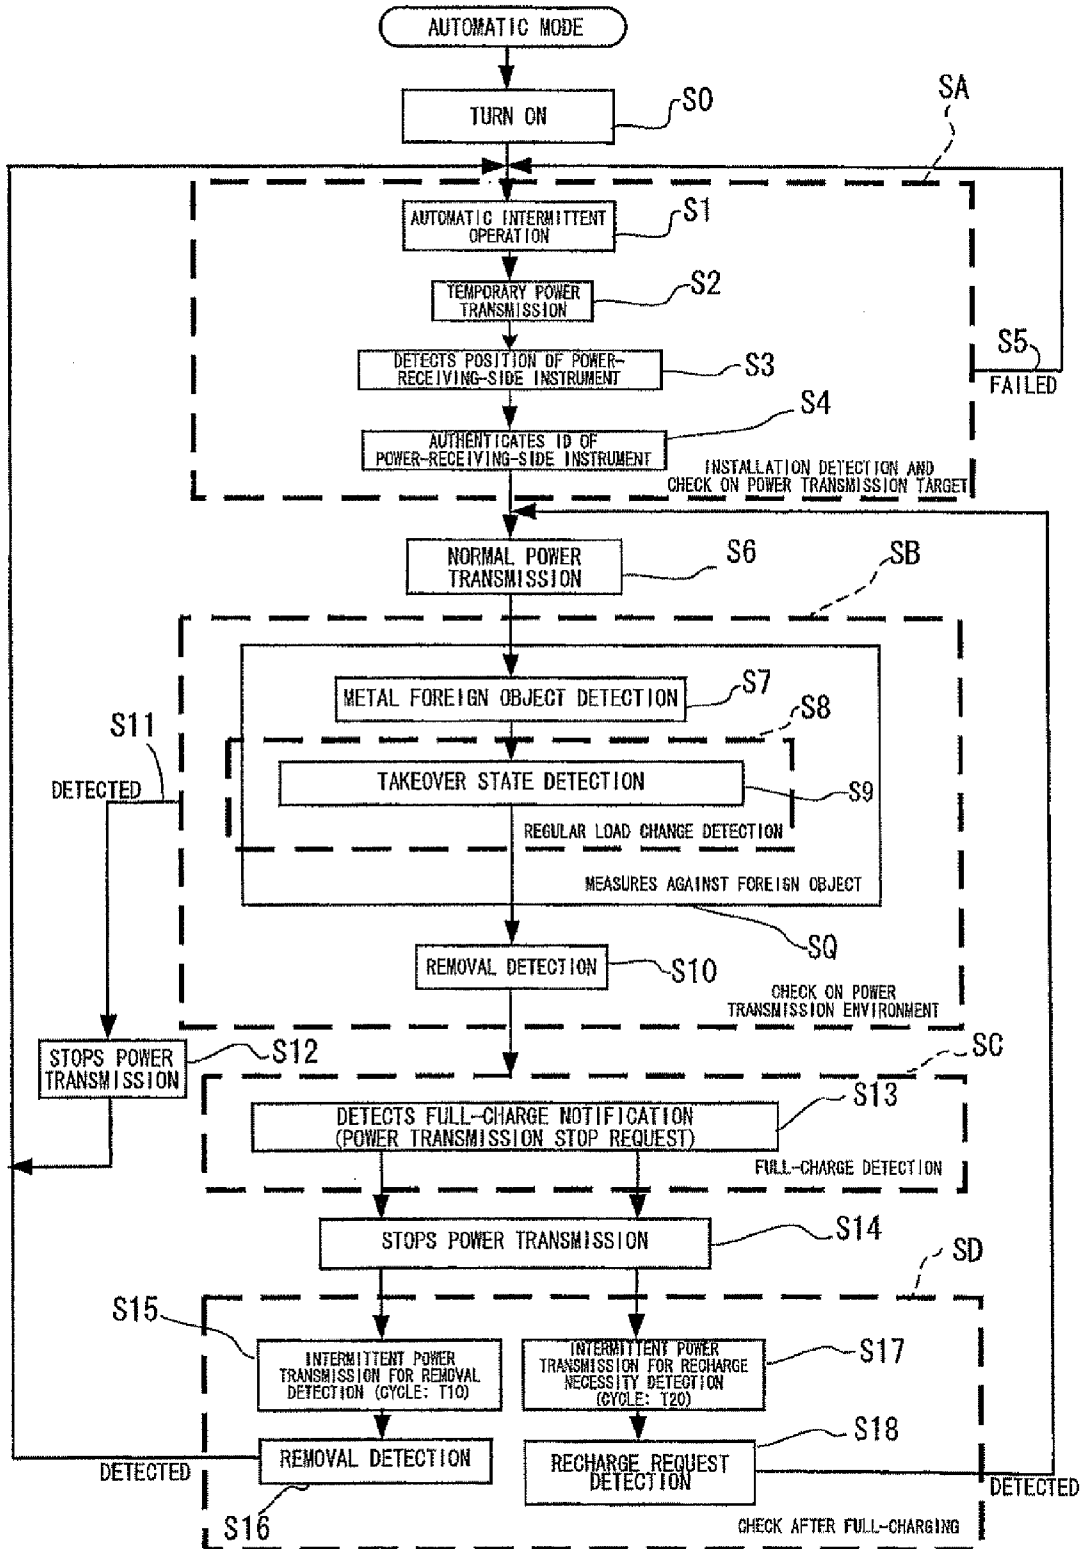 AUTOMATIC MODE
TURN ON
S0
SA
AUTOMATIC INTERMITTENT
OPERATION
S1
TEMPORARY POWER
TRANSMISSION
S2
DETECTS POSITION OF POWER-
RECEIVING-SIDE INSTRUMENT
S3
S5
FAILED
AUTHENTICATES ID OF
POWER-RECEIVING-SIDE INSTRUMENT
S4
INSTALLATION DETECTION AND
CHECK ON POWER TRANSMISSION TARGET
NORMAL POWER
TRANSMISSION
S6
SB
METAL FOREIGN OBJECT DETECTION
S7
S8
S11
DETECTED
TAKEOVER STATE DETECTION
S9
REGULAR LOAD CHANGE DETECTION
MEASURES AGAINST FOREIGN OBJECT
SQ
REMOVAL DETECTION
S10
CHECK ON POWER
TRANSMISSION ENVIRONMENT
STOPS POWER
TRANSMISSION
S12
SC
DETECTS FULL-CHARGE NOTIFICATION
(POWER TRANSMISSION STOP REQUEST)
S13
FULL-CHARGE DETECTION
STOPS POWER TRANSMISSION
S14
SD
S15
INTERMITTENT POWER
TRANSMISSION FOR REMOVAL
DETECTION (CYCLE: T10)
INTERMITTENT POWER
TRANSMISSION FOR RECHARGE
NECESSITY DETECTION
(CYCLE: T20)
S17
REMOVAL DETECTION
DETECTED
S16
RECHARGE REQUEST
DETECTION
S18
DETECTED
CHECK AFTER FULL-CHARGING